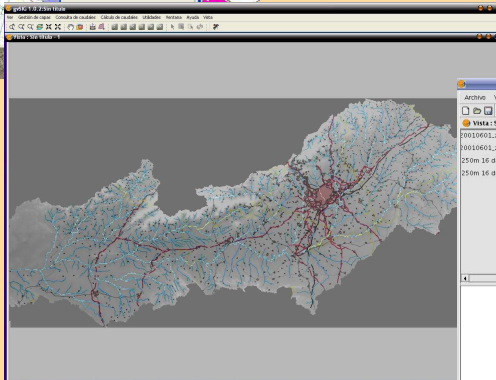 gvSIG 1.0.2:Sin título
Ver Gestión de capas Consulta de caudales Cálculo de caudales Utilidades Ventana Ayuda Vista
Vista : Sin título - 1
Archivo V
Vista : S
20010601_
20010601_
250m 16 d
250m 16 d